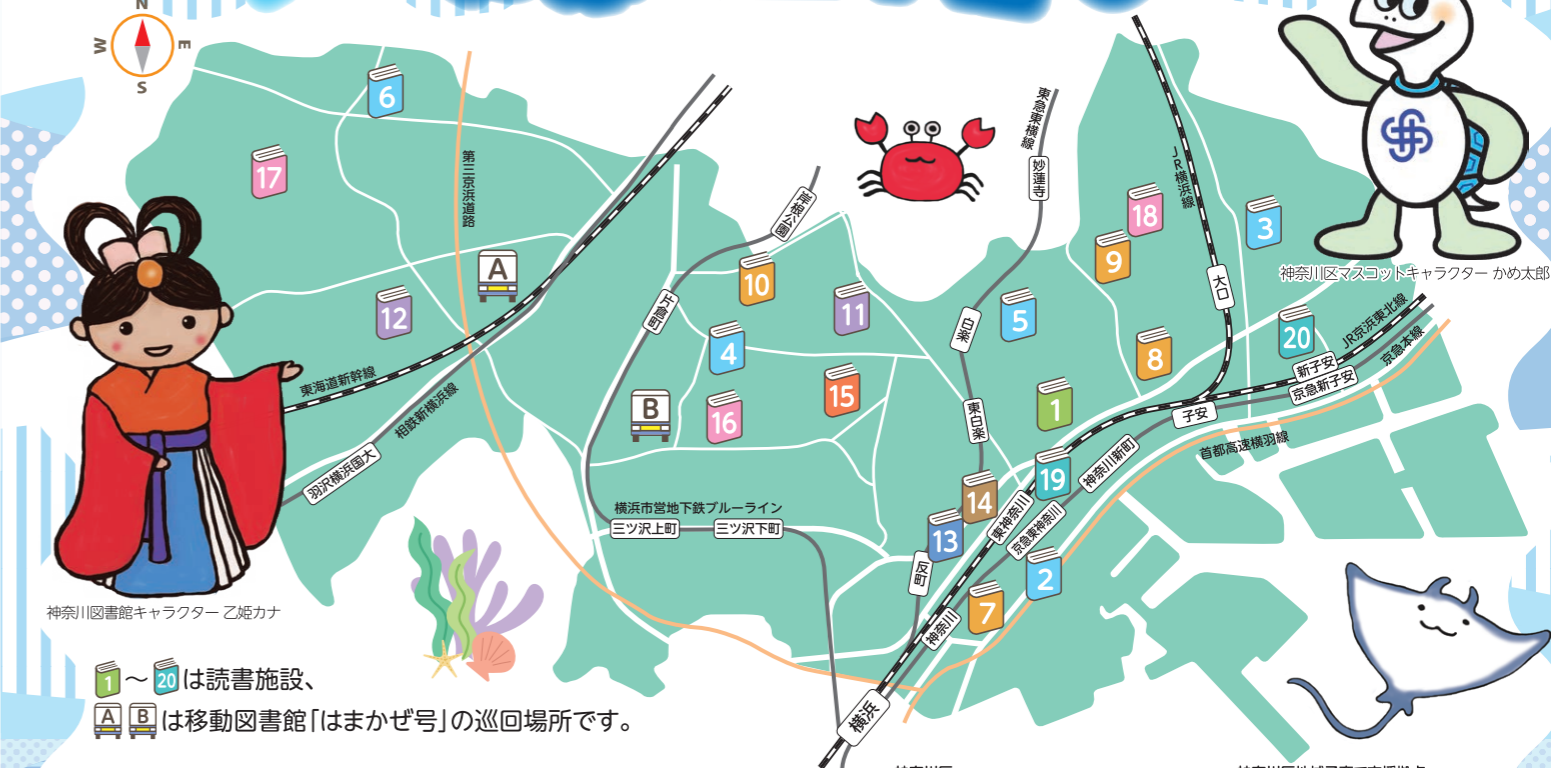 N
W
E
S
6
17
第三京浜道路
A
12
東海道新幹線
相鉄新横浜線
羽沢横浜国大
岸根公園
片倉町
10
11
4
B
16
15
横浜市営地下鉄ブルーライン
三ツ沢上町
三ツ沢下町
東急東横線
妙蓮寺
白楽
5
東白楽
1
14
13
反町
19
東神奈川
京急東神奈川
神奈川新町
2
7
神奈川
横浜
JR横浜線
18
3
9
大口
8
20
JR京浜東北線
京急本線
新子安
京急新子安
子安
首都高速横羽線
神奈川区マスコットキャラクター かめ太郎
神奈川図書館キャラクター 乙姫カナ
1～20は読書施設、
A Bは移動図書館「はまかぜ号」の巡回場所です。